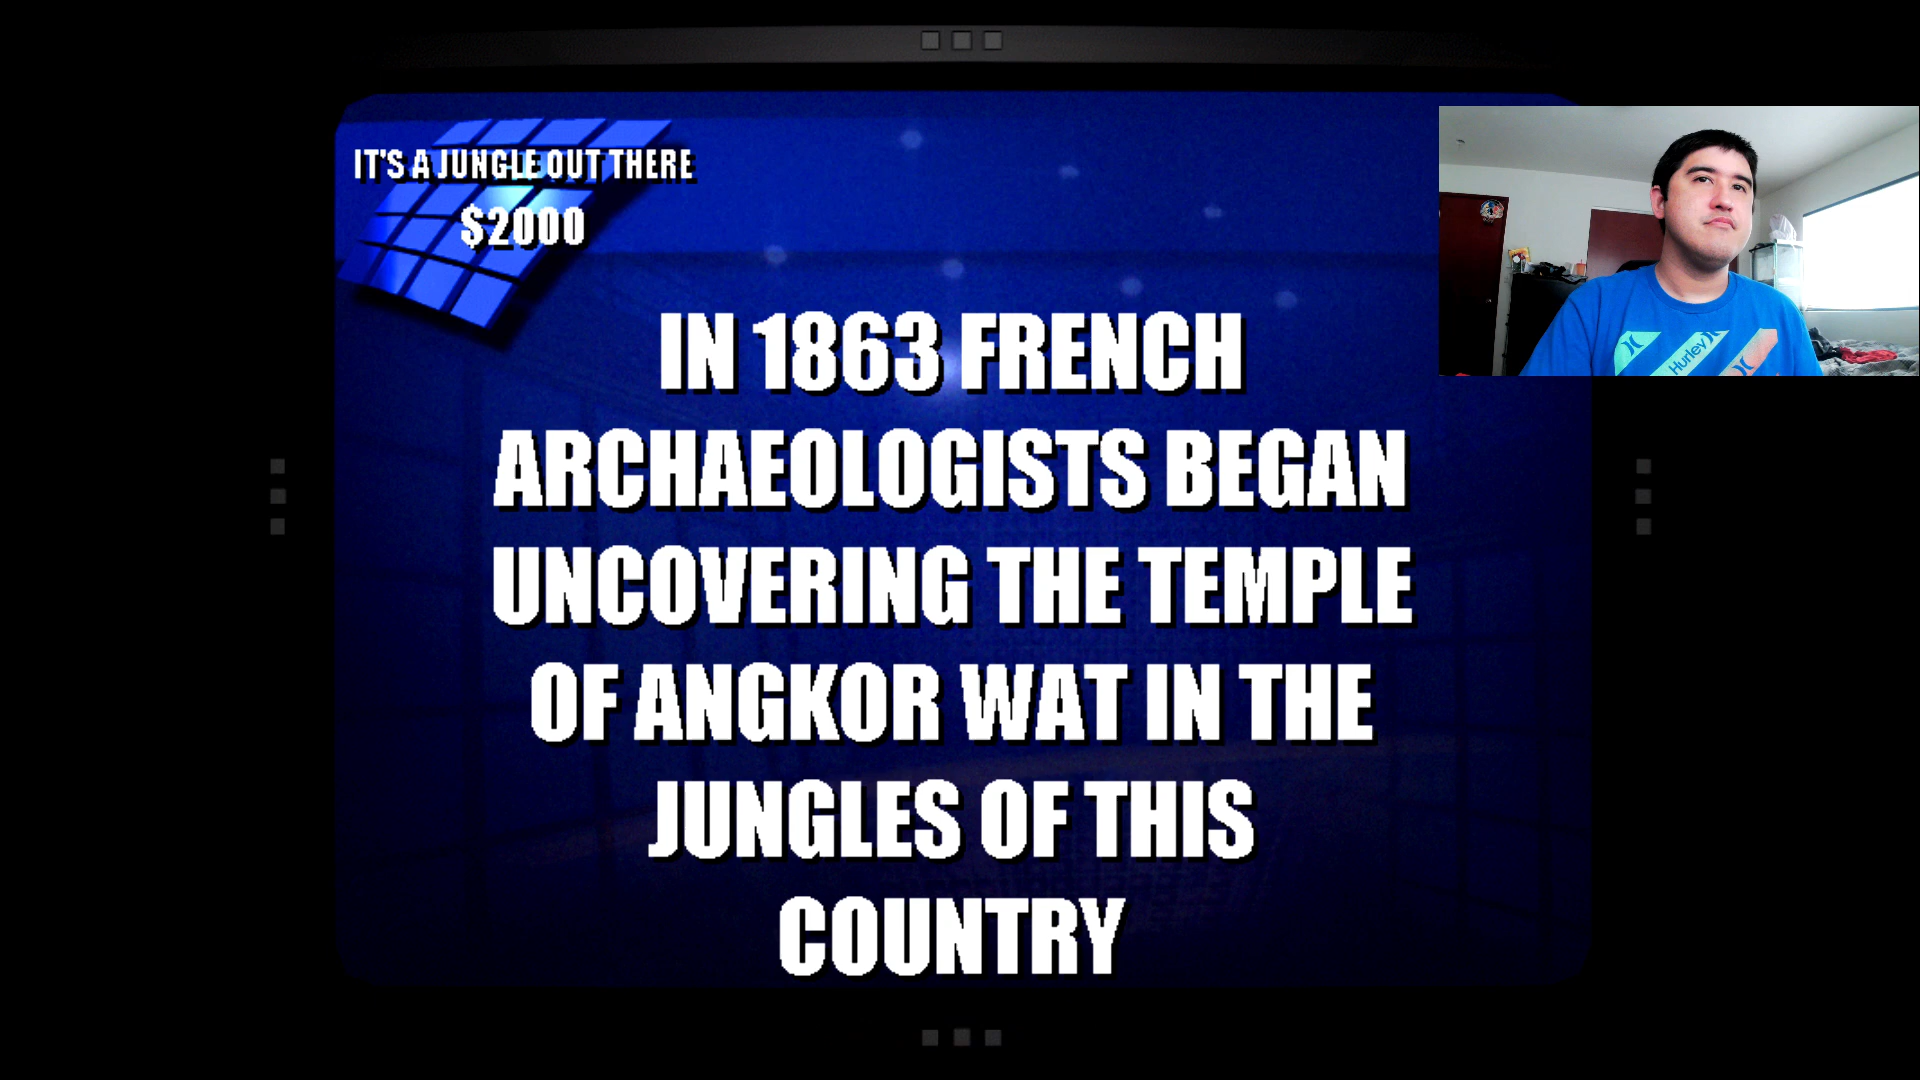 IT'S A JUNGLE OUT THERE
$2000
IN 1863 FRENCH
ARCHAEOLOGISTS BEGAN
UNCOVERING THE TEMPLE
OF ANGKOR WAT IN THE
JUNGLES OF THIS
COUNTRY
Hurley